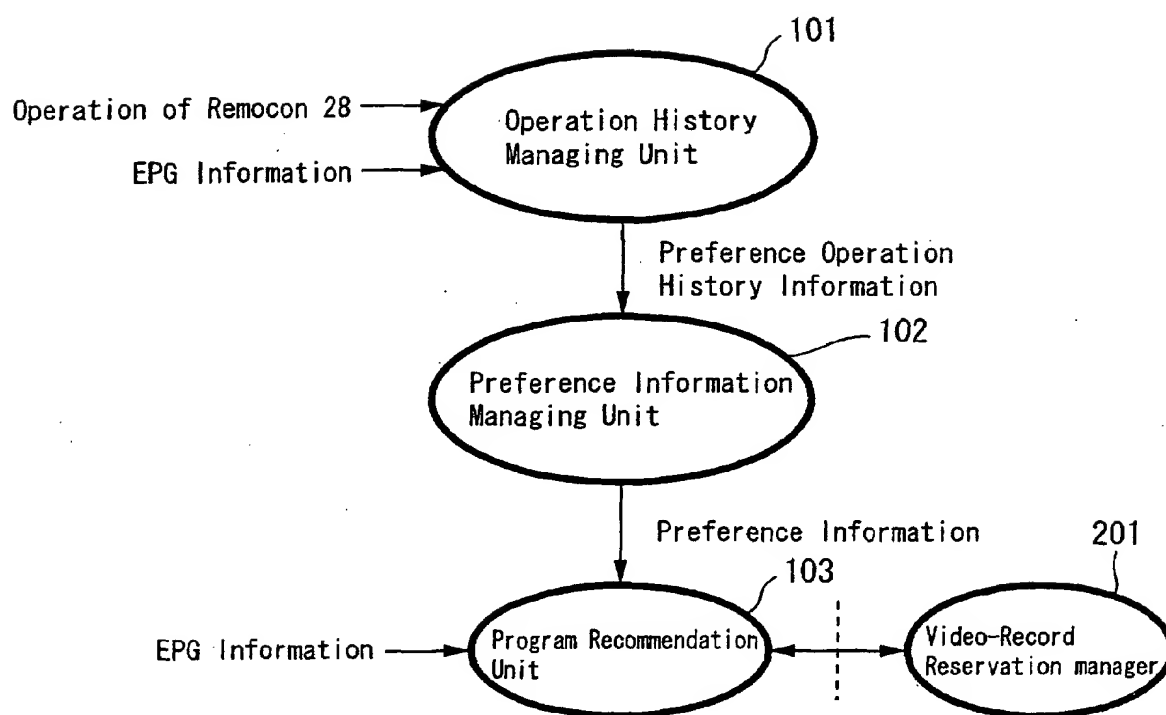 101
Operation of Remocon 28
Operation History
Managing Unit
EPG Information
Preference Operation
History Information
102
Preference Information
Managing Unit
Preference Information
201
103
EPG Information
Program Recommendation
Unit
Video-Record
Reservation manager